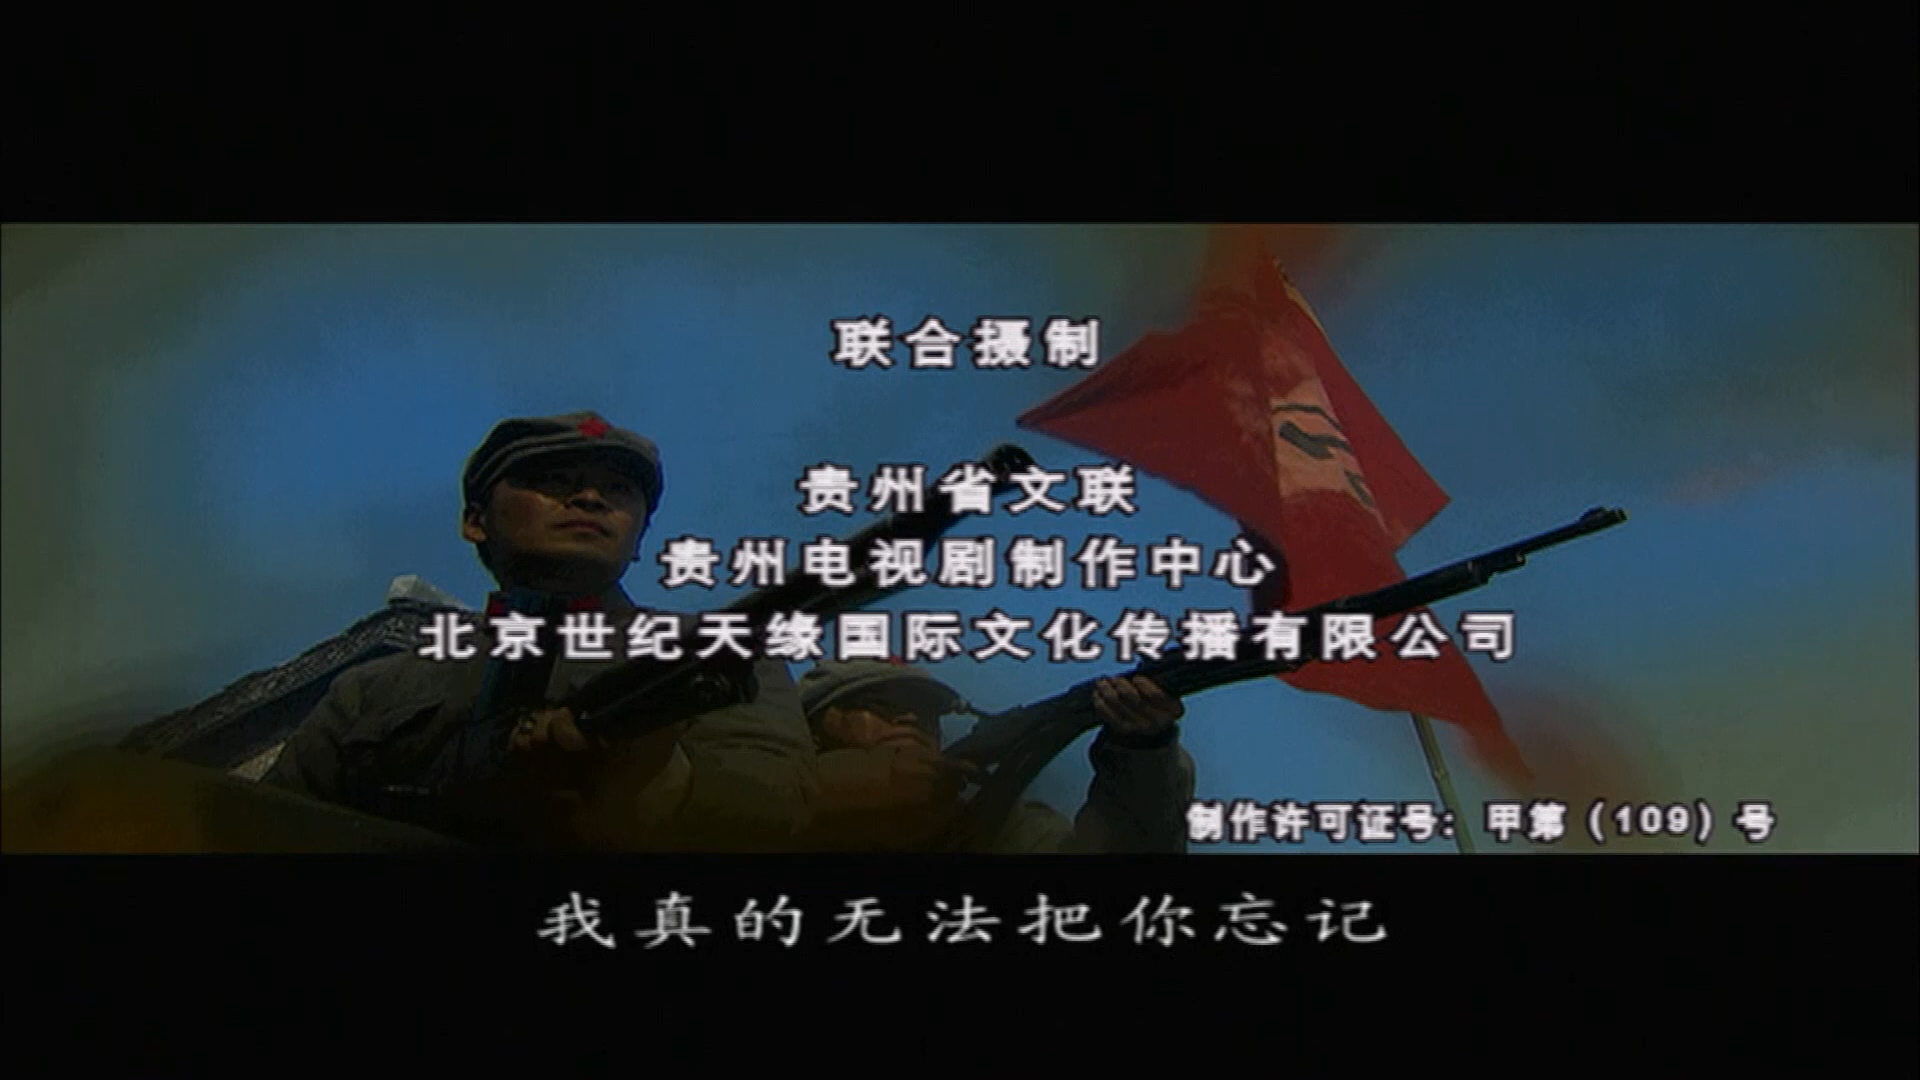 联合摄制
贵州省文联
贵州电视剧制作中心
北京世纪天缘国际文化传播有限公司
制作许可证号：甲第（109）号
我真的无法把你忘记